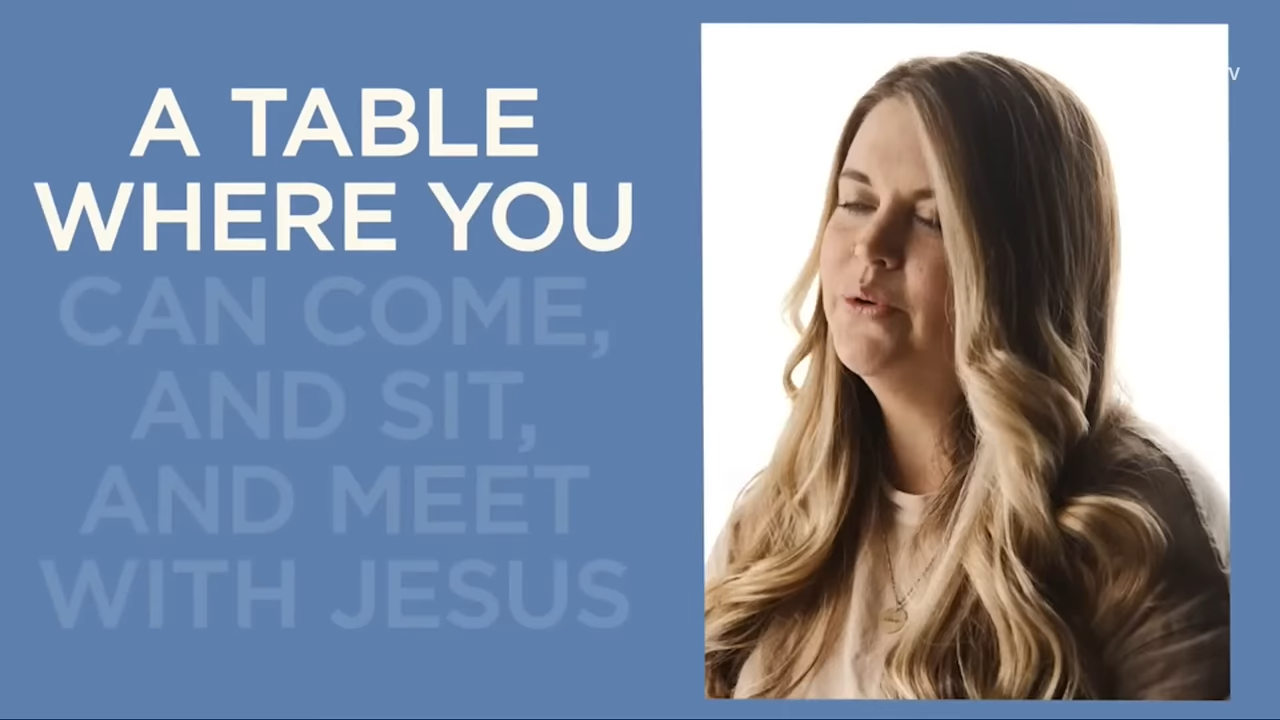 A TABLE
WHERE YOU
CAN COME,
AND SIT,
AND MEET
WITH JESUS